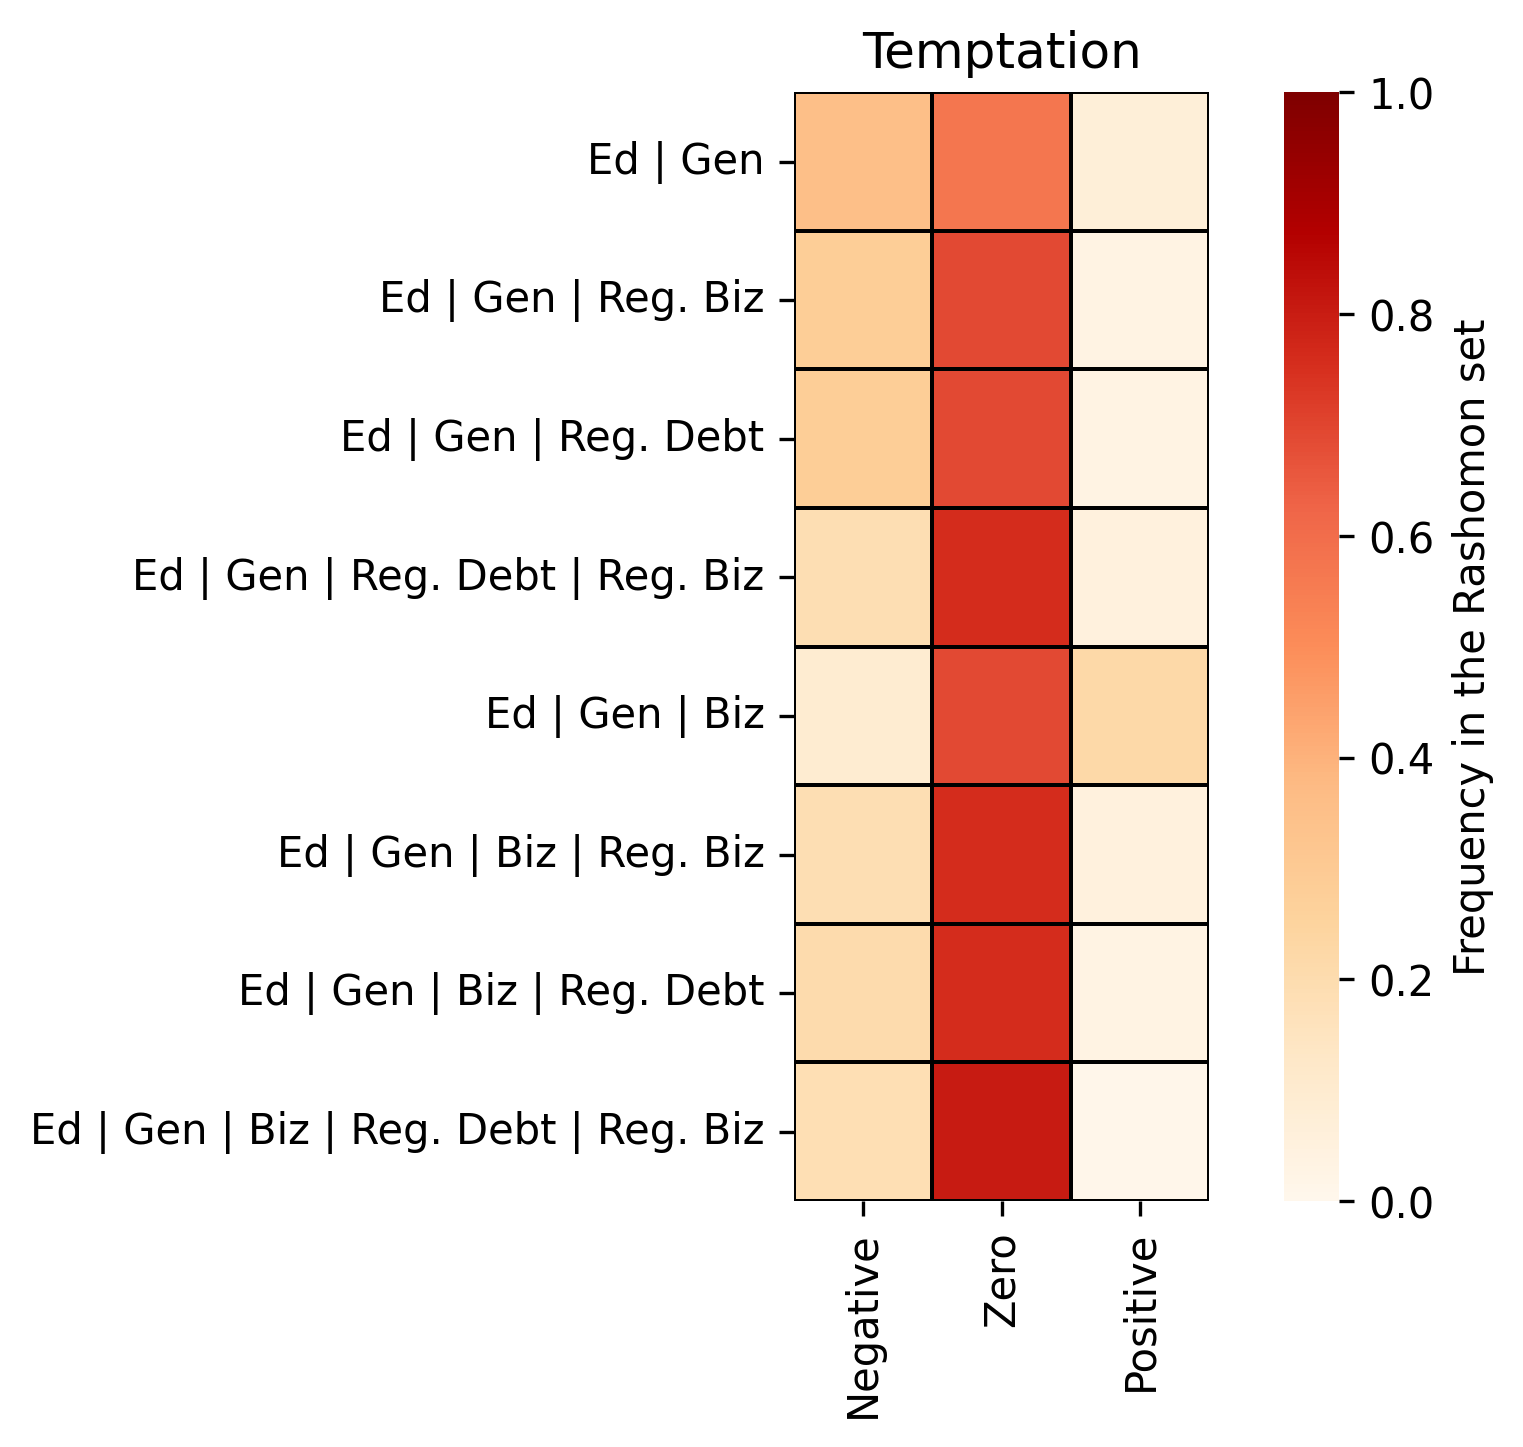 Temptation
Ed | Gen
Ed | Gen | Reg. Biz
Ed | Gen | Reg. Debt
Ed | Gen | Reg. Debt | Reg. Biz
Ed | Gen | Biz
Ed | Gen | Biz | Reg. Biz
Ed | Gen | Biz | Reg. Debt
Ed | Gen | Biz | Reg. Debt | Reg. Biz
Negative
Zero
Positive
1.0
0.8
0.6
0.4
0.2
0.0
Frequency in the Rashomon set